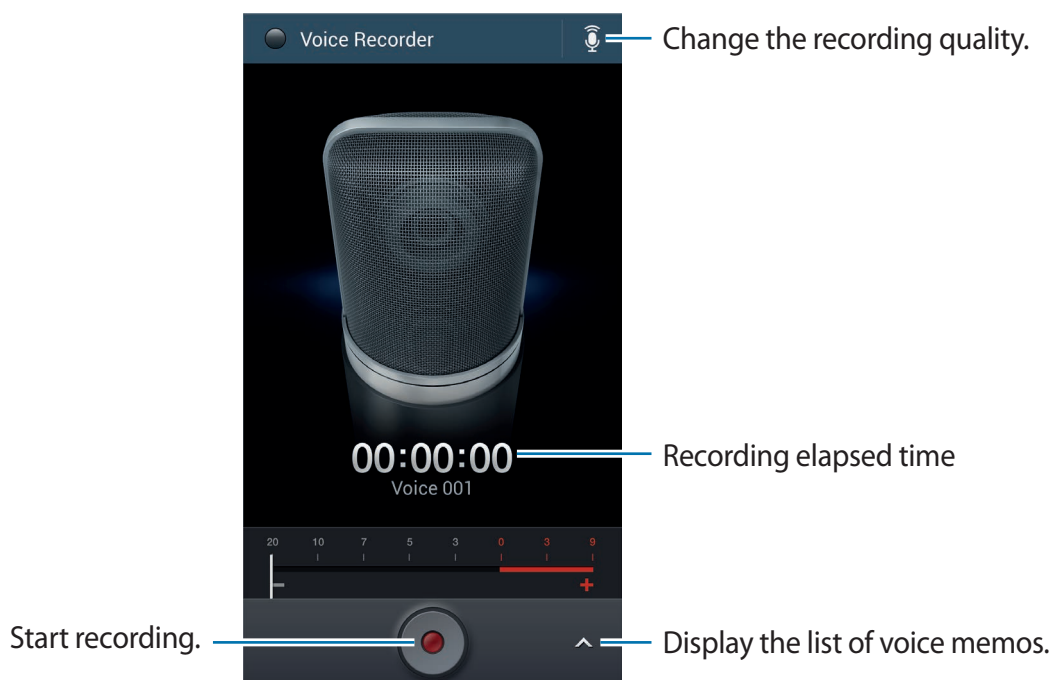 Voice Recorder
Change the recording quality.
00:00:00
Recording elapsed time
Voice 001
20 10 7 5 3 0 3 9
- +
Start recording.
Display the list of voice memos.